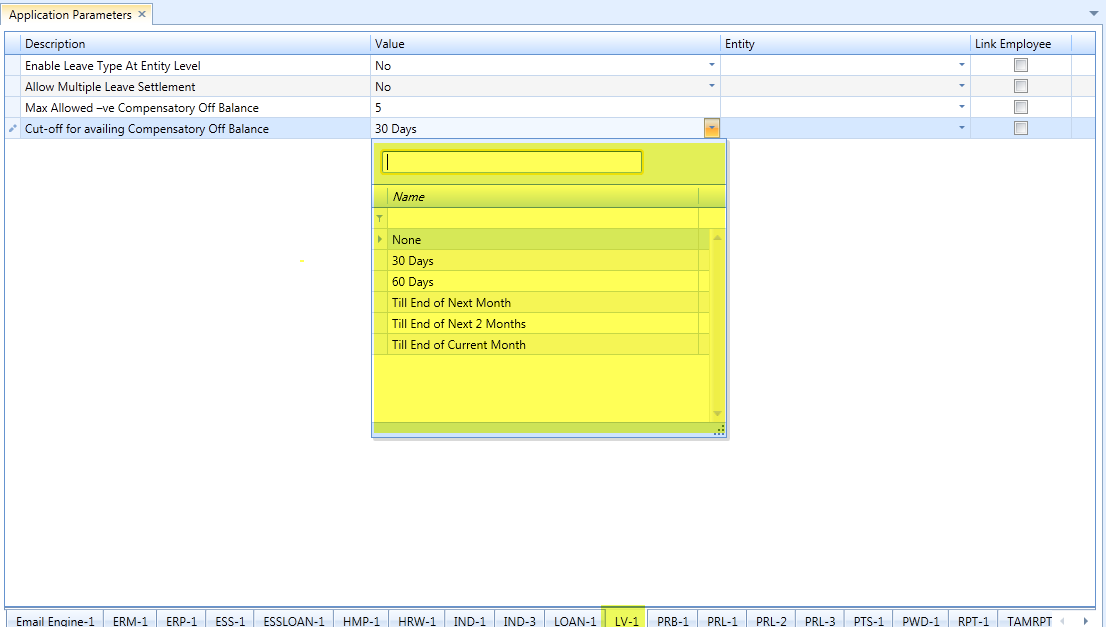 Application Parameters
Description Value Entity Link Employee
Enable Leave Type At Entity Level No
Allow Multiple Leave Settlement No
Max Allowed –ve Compensatory Off Balance 5
Cut-off for availing Compensatory Off Balance 30 Days
Name
None
30 Days
60 Days
Till End of Next Month
Till End of Next 2 Months
Till End of Current Month
Email Engine-1 ERM-1 ERP-1 ESS-1 ESSLOAN-1 HMP-1 HRW-1 IND-1 IND-3 LOAN-1 LV-1 PRB-1 PRL-1 PRL-2 PRL-3 PTS-1 PWD-1 RPT-1 TAMRPT